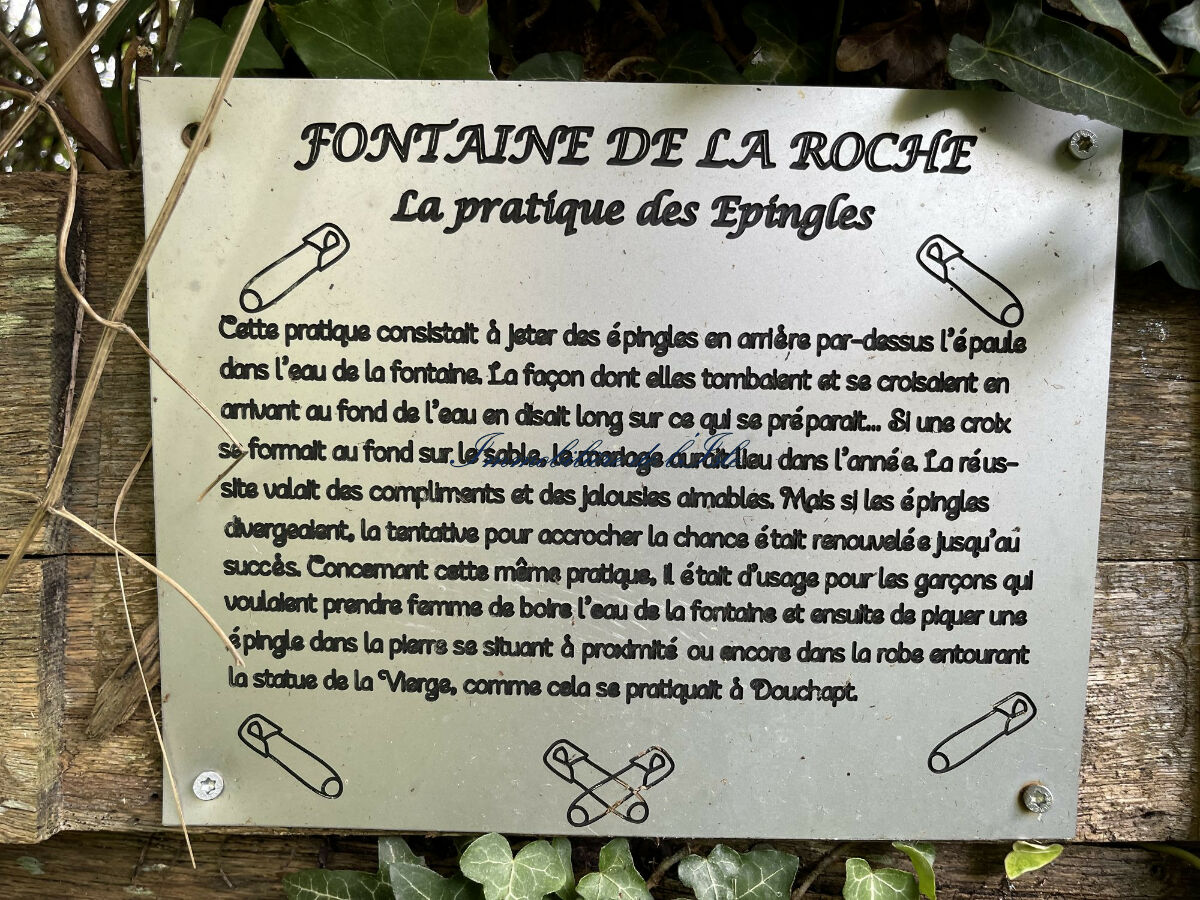 FONTAINE DE LA ROCHE
La pratique des Epingles
Cette pratique consistait à jeter des épingles en arrière par-dessus l'épaule
dans l'eau de la fontaine. La façon dont elles tombaient et se croisaient en
arrivant au fond de l'eau en disait long sur ce qui se préparait... Si une croix
se formait au fond sur le sable, le mariage aurait lieu dans l'année. La réus-
site valait des compliments et des jalousies aimables. Mais si les épingles
divergeaient, la tentative pour accrocher la chance était renouvelée jusqu'au
succès. Concernant cette même pratique, il était d'usage pour les garçons qui
voulaient prendre femme de boire l'eau de la fontaine et ensuite de piquer une
épingle dans la pierre se situant à proximité ou encore dans la robe entourant
la statue de la Vierge, comme cela se pratiquait à Douchapt.